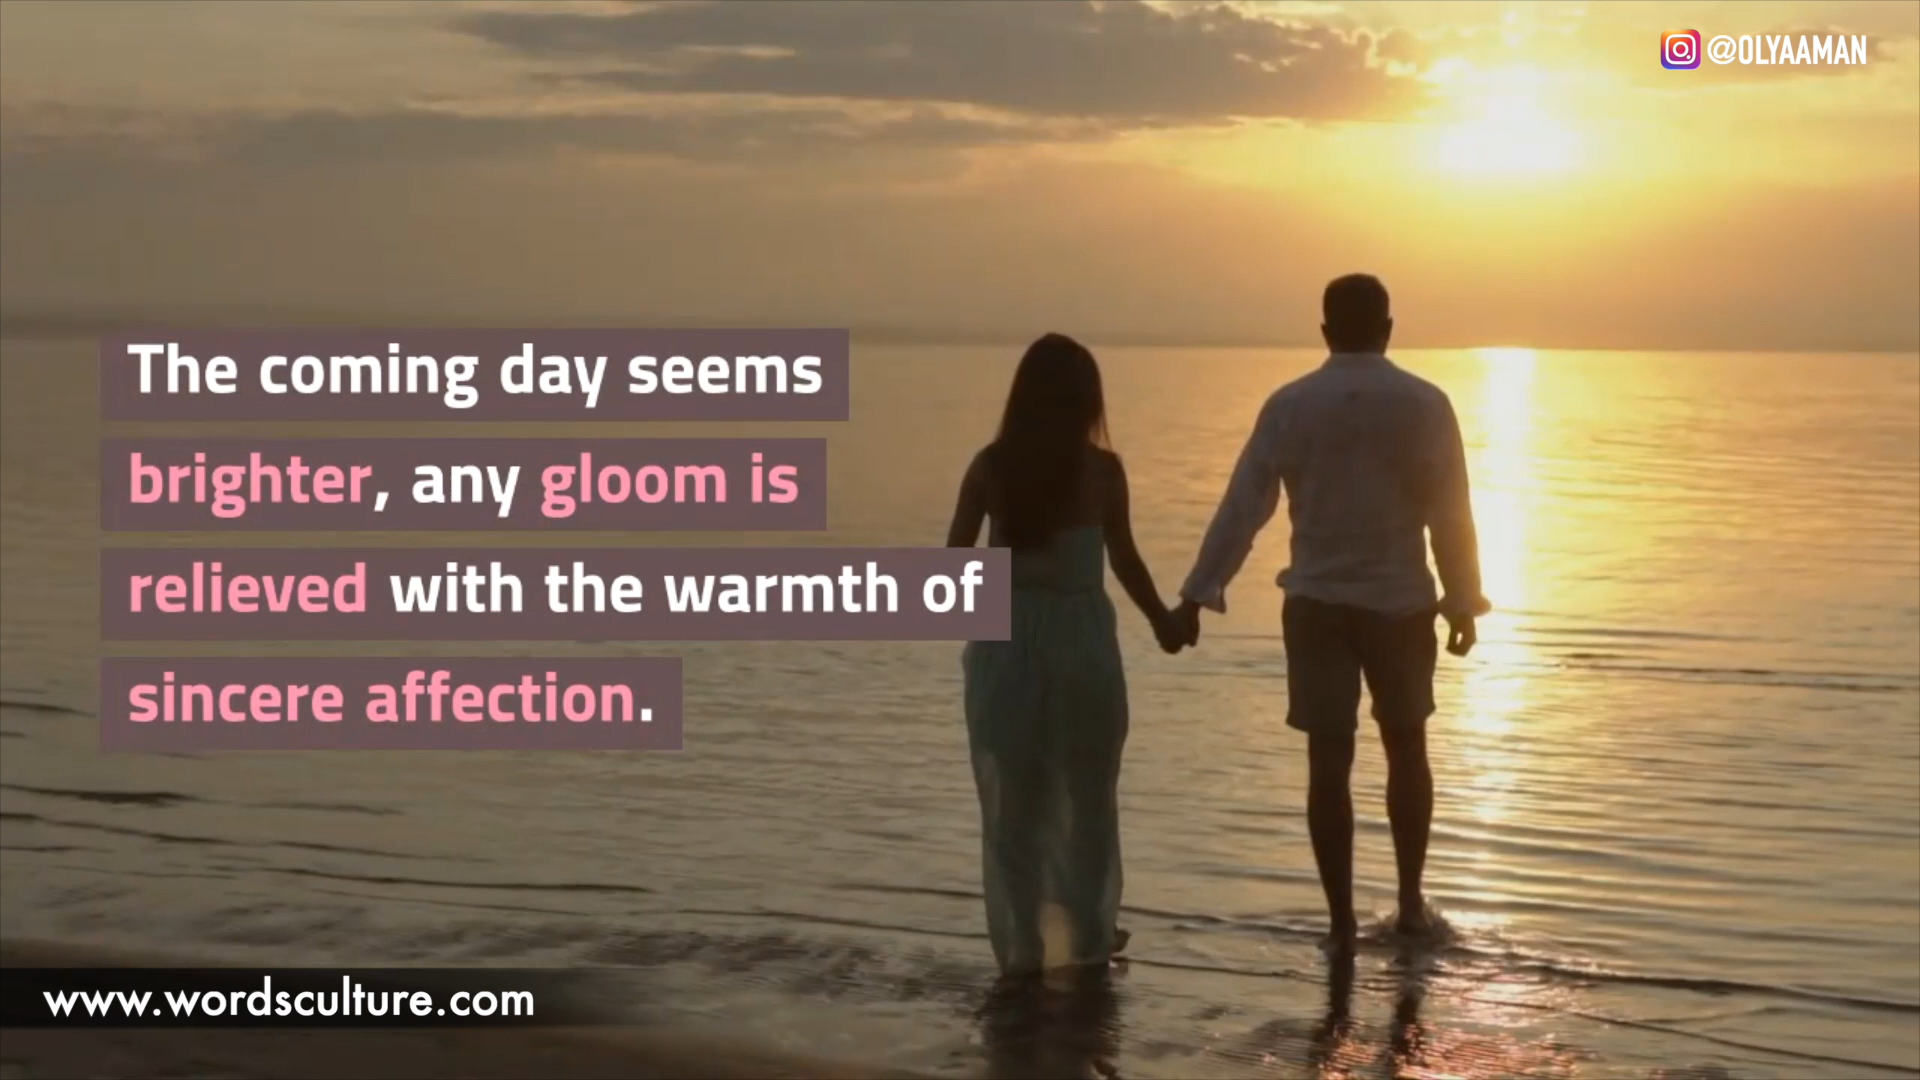 @OLYAAMAN
The coming day seems
brighter, any gloom is
relieved with the warmth of
sincere affection.
www.wordsculture.com